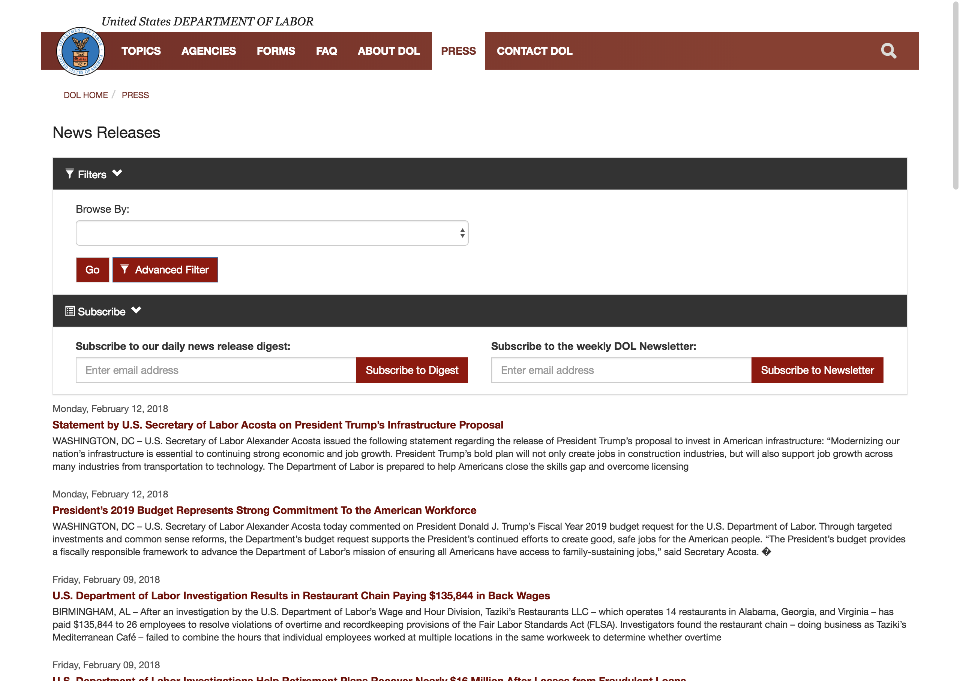 United States DEPARTMENT OF LABOR
TOPICS AGENCIES FORMS FAQ ABOUT DOL PRESS CONTACT DOL
DOL HOME / PRESS
News Releases
Filters
Browse By:
Go Advanced Filter
Subscribe
Subscribe to our daily news release digest: Subscribe to the weekly DOL Newsletter:
Enter email address Subscribe to Digest Enter email address Subscribe to Newsletter
Monday, February 12, 2018
Statement by U.S. Secretary of Labor Acosta on President Trump's Infrastructure Proposal
WASHINGTON, DC – U.S. Secretary of Labor Alexander Acosta issued the following statement regarding the release of President Trump's proposal to invest in American infrastructure: “Modernizing our
nation's infrastructure is essential to continuing strong economic and job growth. President Trump's bold plan will not only create jobs in construction industries, but will also support job growth across
many industries from transportation to technology. The Department of Labor is prepared to help Americans close the skills gap and overcome licensing
Monday, February 12, 2018
President's 2019 Budget Represents Strong Commitment To the American Workforce
WASHINGTON, DC – U.S. Secretary of Labor Alexander Acosta today commented on President Donald J. Trump's Fiscal Year 2019 budget request for the U.S. Department of Labor. Through targeted
investments and common sense reforms, the Department's budget request supports the President's continued efforts to create good, safe jobs for the American people. “The President's budget provides
a fiscally responsible framework to advance the Department of Labor's mission of ensuring all Americans have access to family-sustaining jobs,” said Secretary Acosta. �
Friday, February 09, 2018
U.S. Department of Labor Investigation Results in Restaurant Chain Paying $135,844 in Back Wages
BIRMINGHAM, AL – After an investigation by the U.S. Department of Labor's Wage and Hour Division, Taziki's Restaurants LLC – which operates 14 restaurants in Alabama, Georgia, and Virginia – has
paid $135,844 to 26 employees to resolve violations of overtime and recordkeeping provisions of the Fair Labor Standards Act (FLSA). Investigators found the restaurant chain – doing business as Taziki's
Mediterranean Café – failed to combine the hours that individual employees worked at multiple locations in the same workweek to determine whether overtime
Friday, February 09, 2018
U.S. Department of Labor Investigations Help Retirement Plans Recover Nearly $16 Million After Losses from Fraudulent Loans